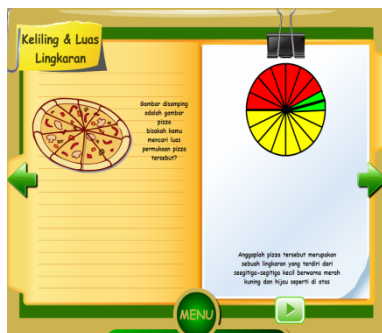 Keliling & Luas
Lingkaran
Gambar disamping
adalah gambar
pizza
bisakah kamu
mencari luas
permukaan pizza
tersebut?
Anggaplah pizza tersebut merupakan
sebuah lingkaran yang terdiri dari
seegitiga-segitiga kecil berwarna merah
kuning dan hijau seperti di atas
MENU